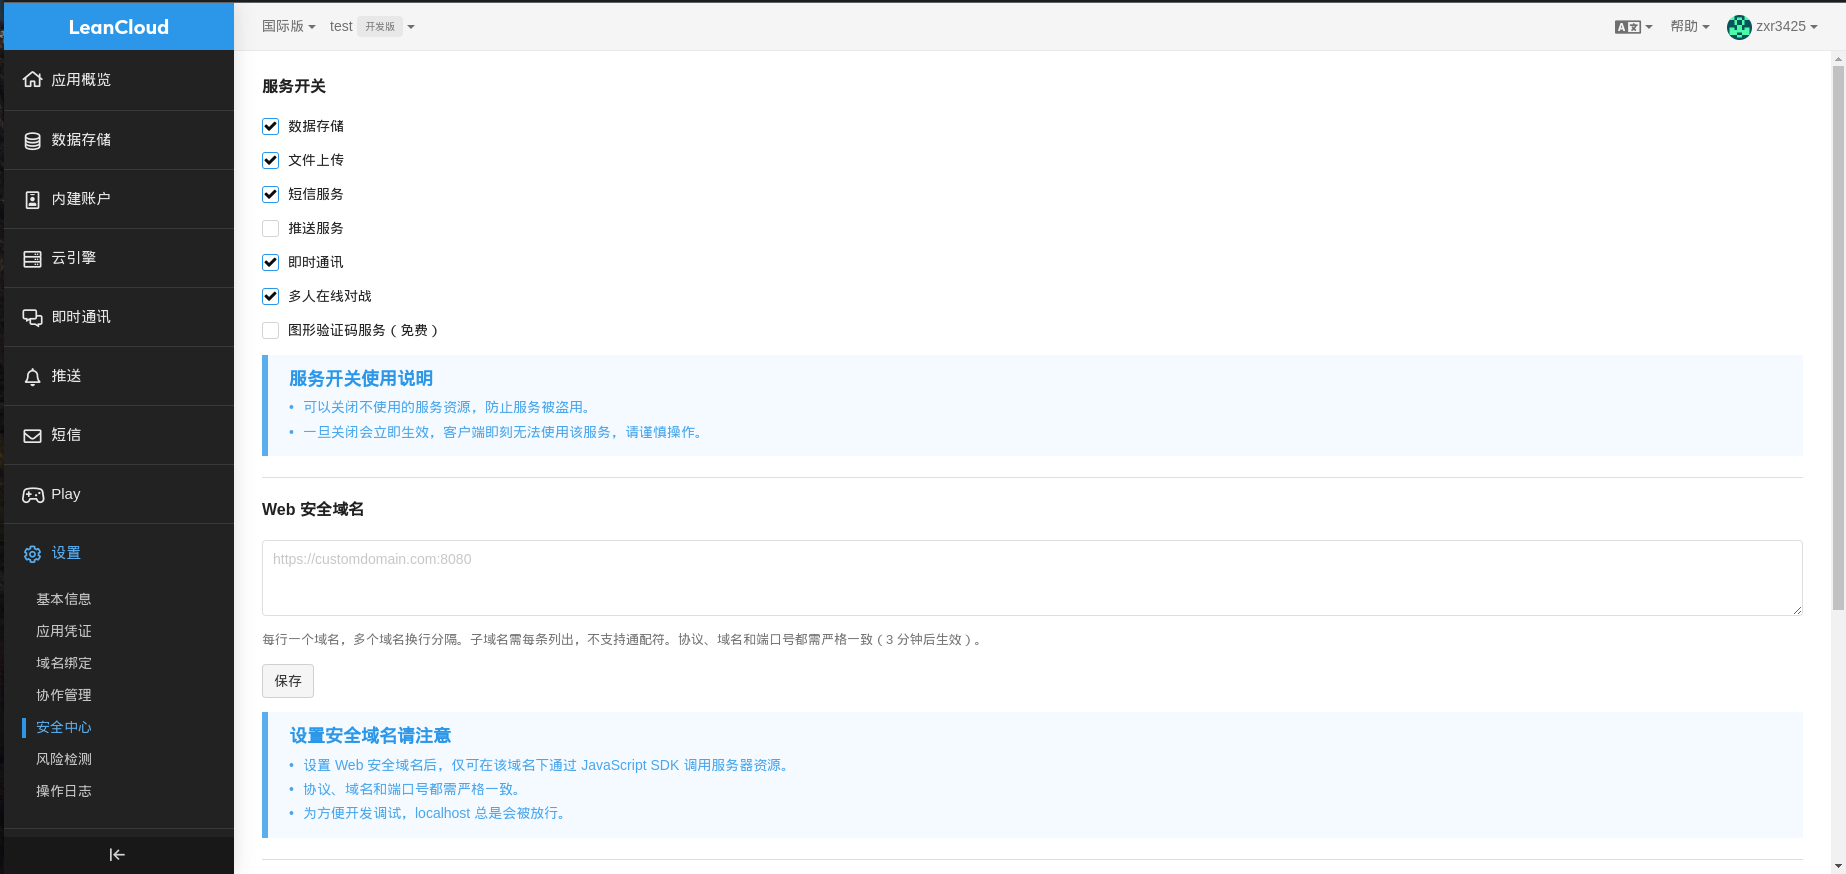 LeanCloud
国际版
test 开发版
帮助
zxr3425
应用概览
数据存储
内建账户
云引擎
即时通讯
推送
短信
Play
设置
基本信息
应用凭证
域名绑定
协作管理
安全中心
风险检测
操作日志
服务开关
数据存储
文件上传
短信服务
推送服务
即时通讯
多人在线对战
图形验证码服务（免费）
服务开关使用说明
• 可以关闭不使用的服务资源，防止服务被盗用。
• 一旦关闭会立即生效，客户端即刻无法使用该服务，请谨慎操作。
Web 安全域名
https://customdomain.com:8080
每行一个域名，多个域名换行分隔。子域名需每条列出，不支持通配符。协议、域名和端口号都需严格一致（3 分钟后生效）。
保存
设置安全域名请注意
• 设置 Web 安全域名后，仅可在该域名下通过 JavaScript SDK 调用服务器资源。
• 协议、域名和端口号都需严格一致。
• 为方便开发调试，localhost 总是会被放行。